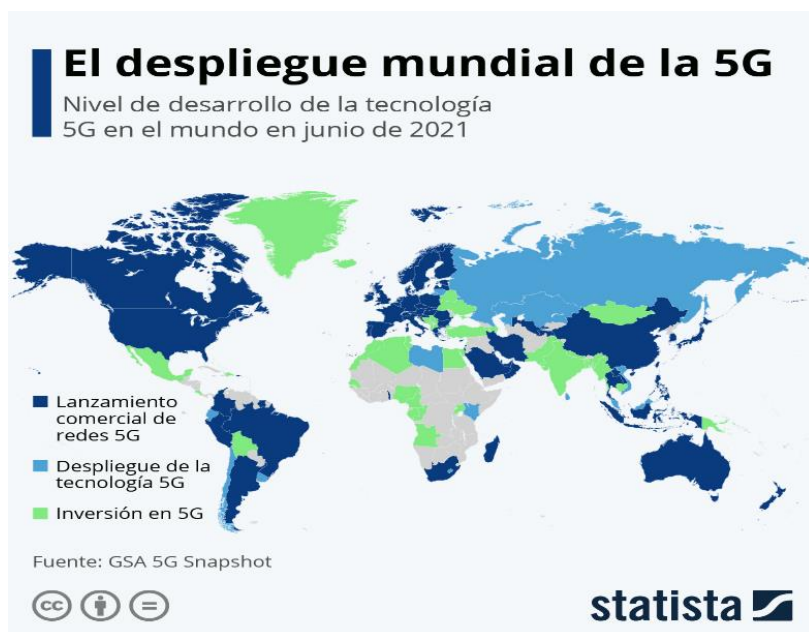 El despliegue mundial de la 5G
Nivel de desarrollo de la tecnología
5G en el mundo en junio de 2021
Lanzamiento
comercial de
redes 5G
Despliegue de la
tecnología 5G
Inversión en 5G
Fuente: GSA 5G Snapshot
cc
statista